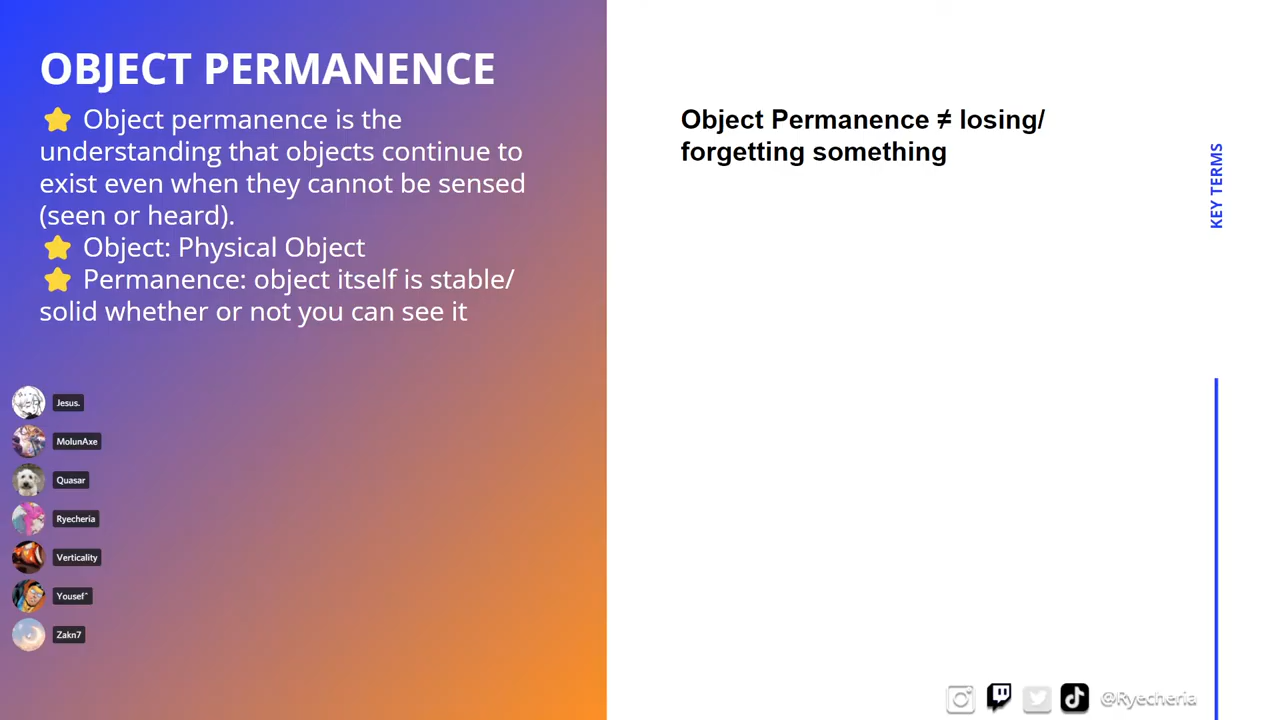 OBJECT PERMANENCE
⭐ Object permanence is the
understanding that objects continue to
exist even when they cannot be sensed
(seen or heard).
⭐ Object: Physical Object
⭐ Permanence: object itself is stable/
solid whether or not you can see it
Jesus.
MolunAxe
Quasar
Ryecheria
Verticality
Yousef^
Zakn7
Object Permanence ≠ losing/
forgetting something
KEY TERMS
@Ryecheria